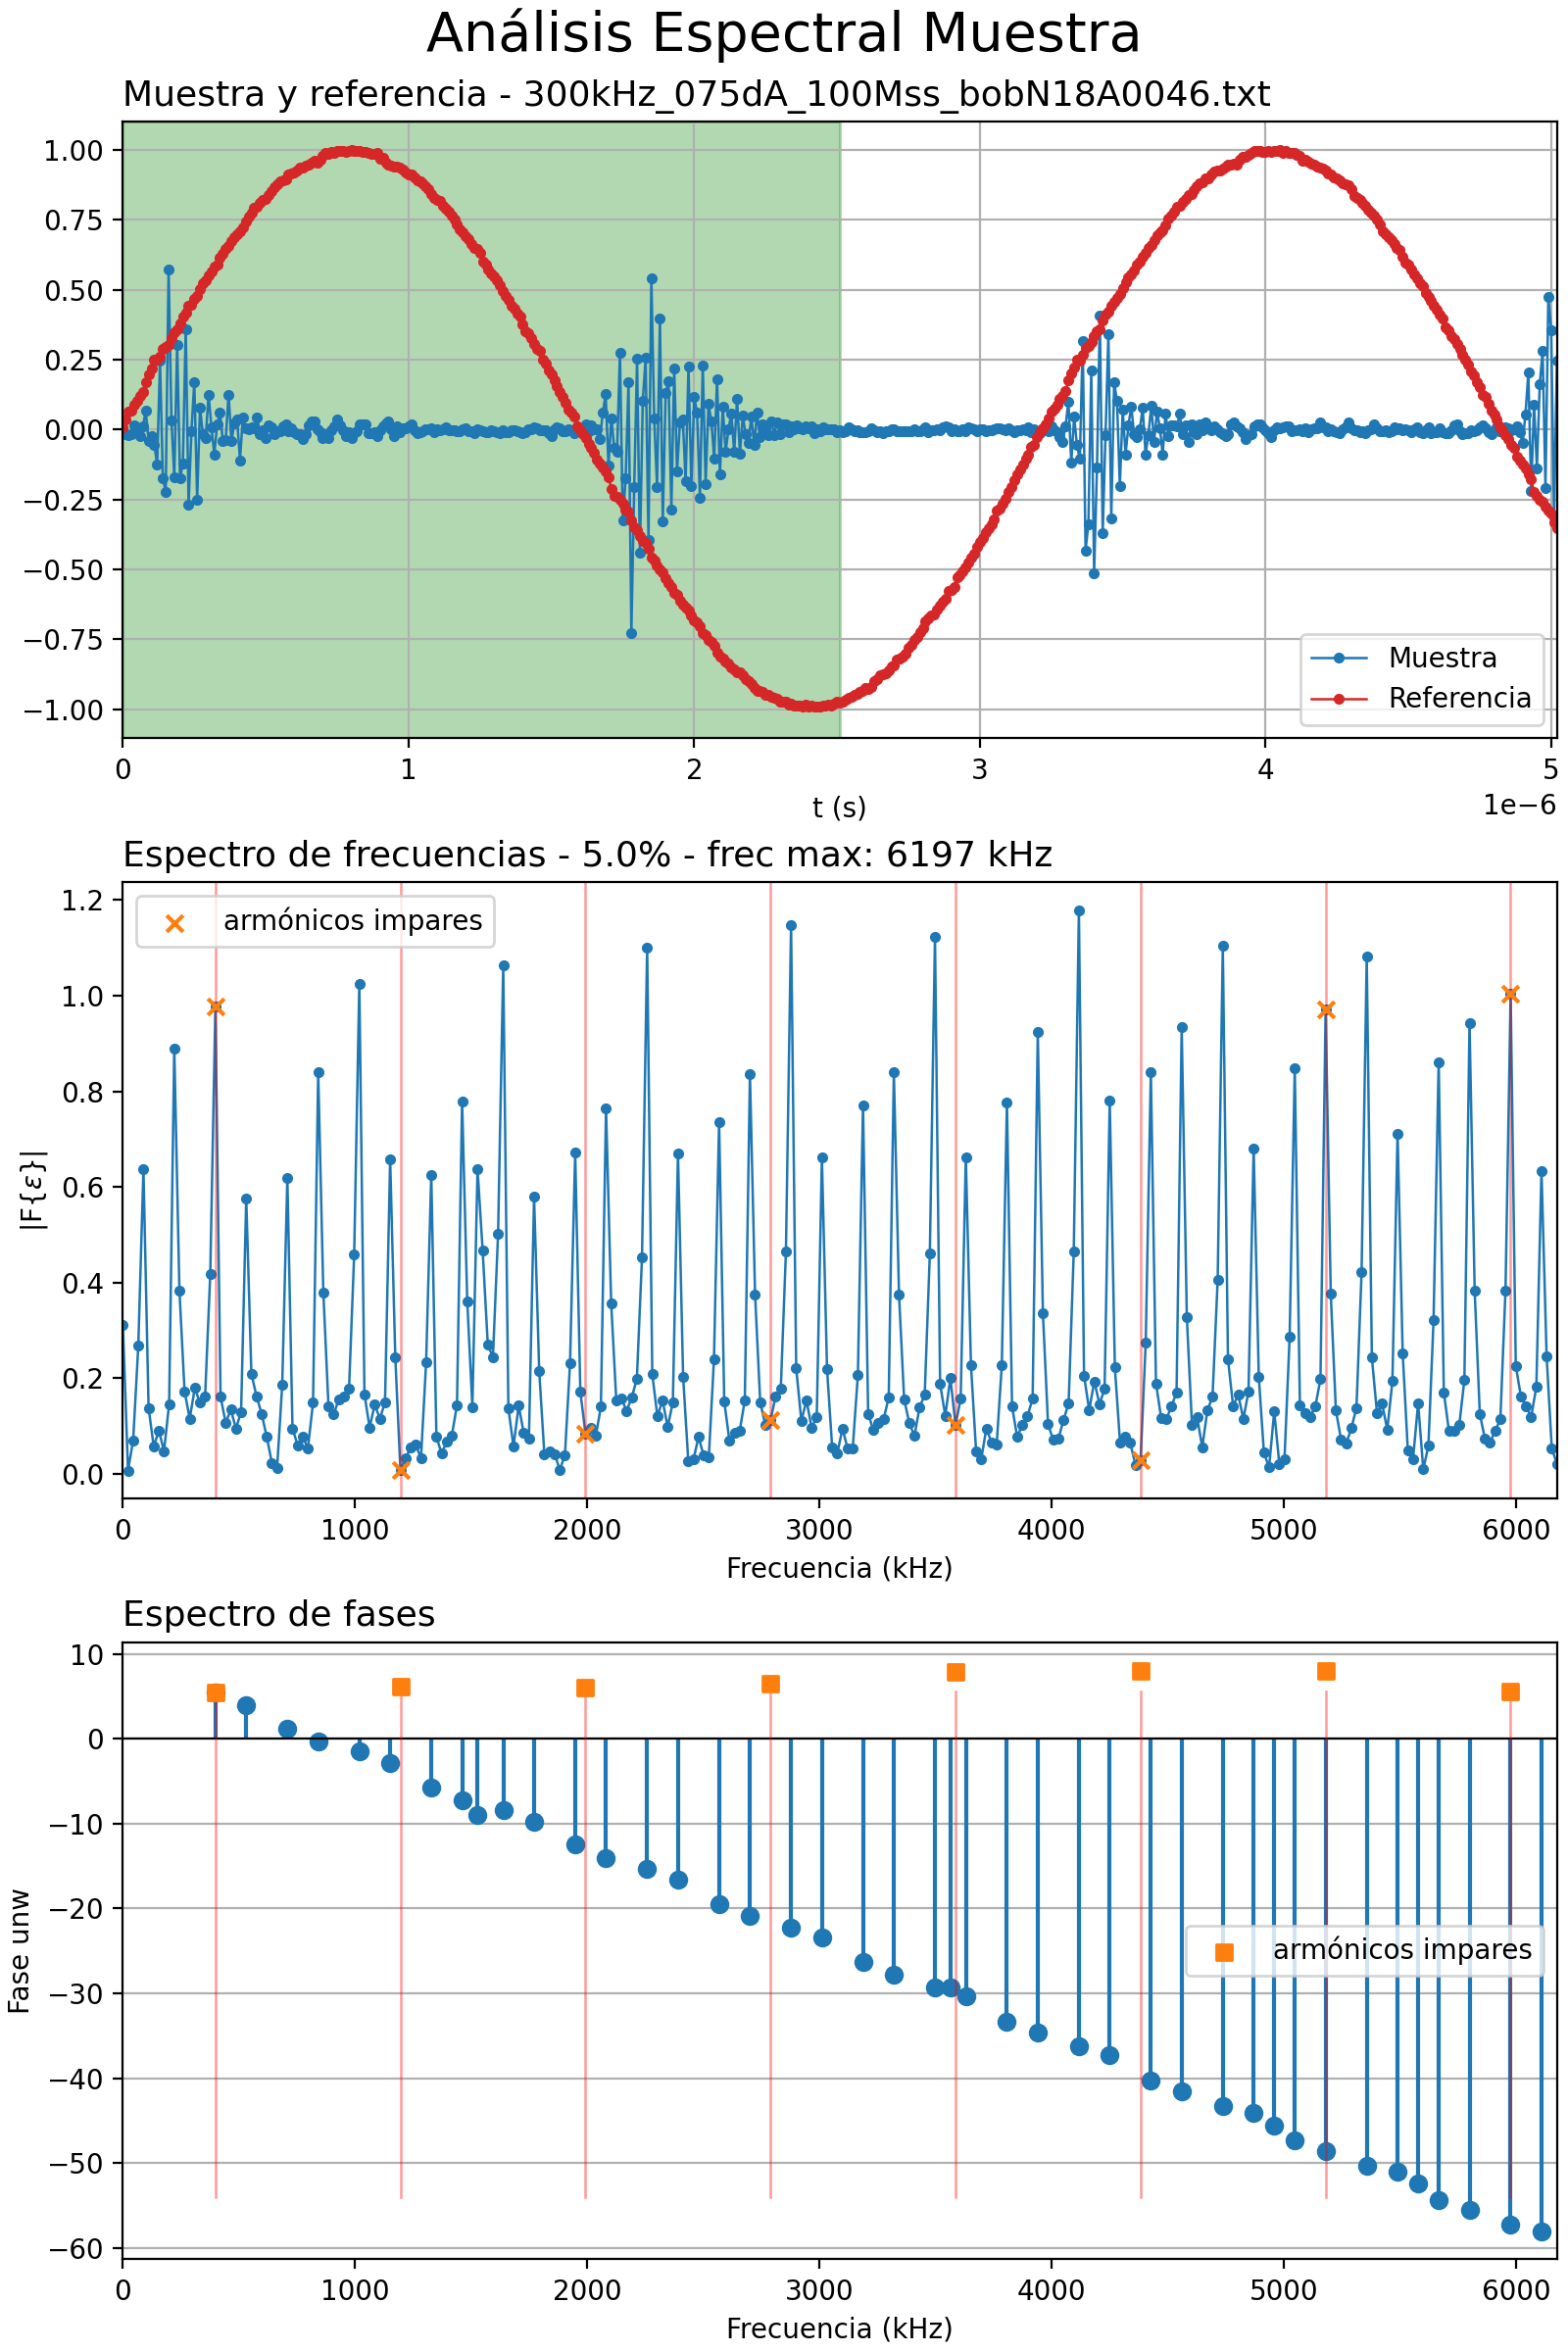 Análisis Espectral Muestra
Muestra y referencia - 300kHz_075dA_100Mss_bobN18A0046.txt
1.00
0.75
0.50
0.25
0.00
−0.25
−0.50
−0.75
−1.00
Muestra
Referencia
0 1 2 3 4 5
t (s)
1e−6
Espectro de frecuencias - 5.0% - frec max: 6197 kHz
armónicos impares
|F{ε}|
1.2
1.0
0.8
0.6
0.4
0.2
0.0
0 1000 2000 3000 4000 5000 6000
Frecuencia (kHz)
Espectro de fases
Fase unw
10
0
−10
−20
−30
−40
−50
−60
armónicos impares
0 1000 2000 3000 4000 5000 6000
Frecuencia (kHz)